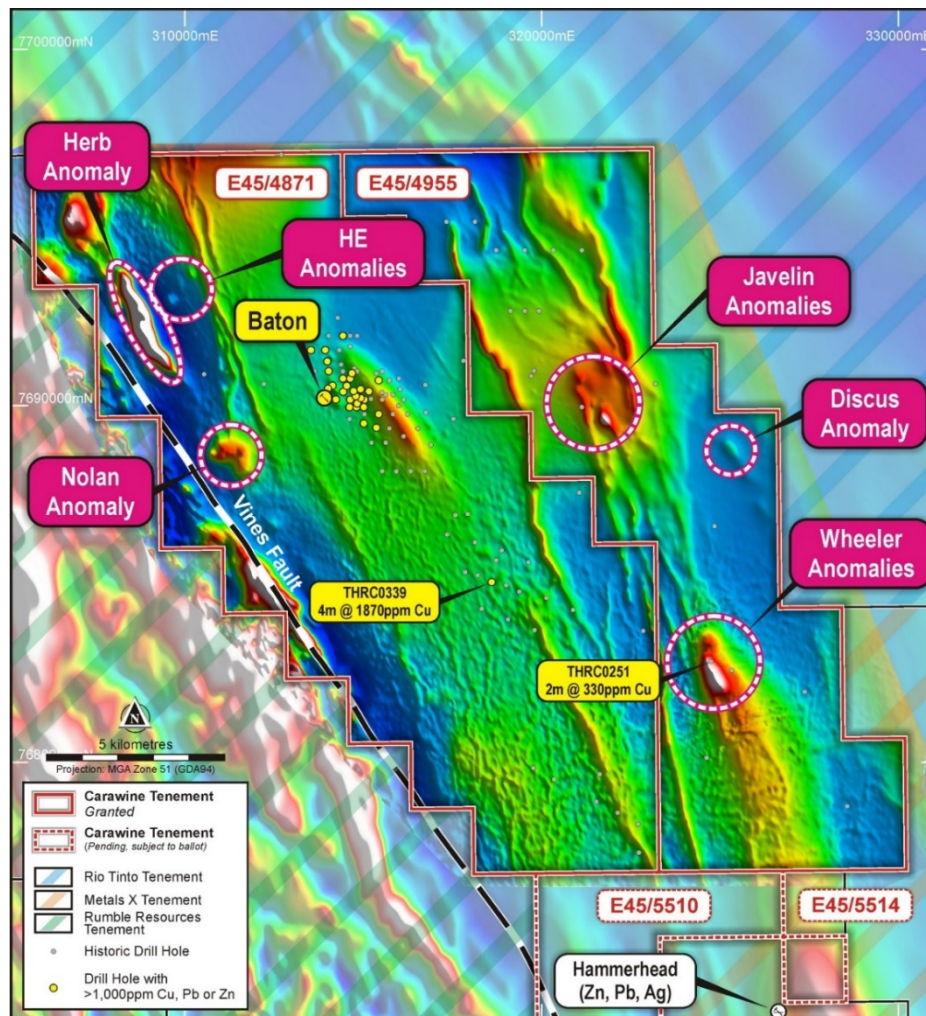 7700000mN
310000mE
320000mE
330000mE
Herb
Anomaly
E45/4871
E45/4955
HE
Anomalies
Javelin
Anomalies
Baton
7690000mN
Discus
Anomaly
Nolan
Anomaly
Vines Fault
Wheeler
Anomalies
THRC0339
4m @ 1870ppm Cu
THRC0251
2m @ 330ppm Cu
N
5 kilometres
Projection: MGA Zone 51 (GDA94)
Carawine Tenement
Granted
Carawine Tenement
(Pending, subject to ballot)
Rio Tinto Tenement
Metals X Tenement
Rumble Resources
Tenement
Historic Drill Hole
Drill Hole with
>1,000ppm Cu, Pb or Zn
E45/5510
E45/5514
Hammerhead
(Zn, Pb, Ag)